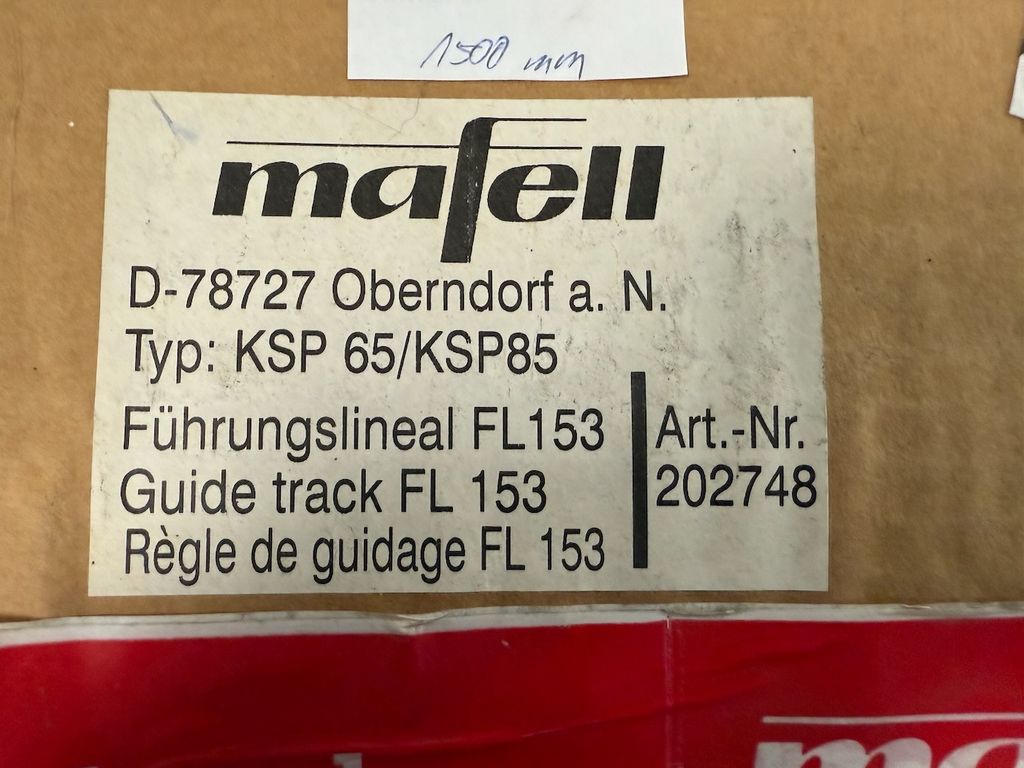 1500 mm
mafell
D-78727 Oberndorf a. N.
Typ: KSP 65/KSP85
Führungslineal FL153
Guide track FL 153
Règle de guidage FL 153
Art.-Nr.
202748